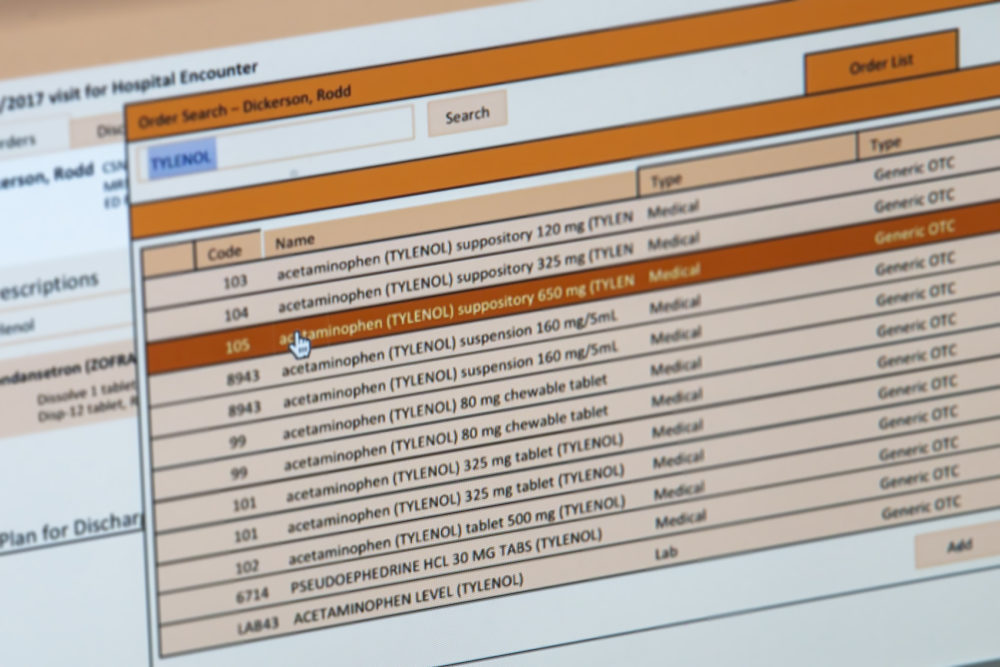 /2017 visit for Hospital Encounter
Order Search – Dickerson, Rodd
Order List
TYLENOL
Search
rders
Disc
erson, Rodd
CSN
MR
ED
escriptions
lenol
ndansetron (ZOFRA
Dissolve 1 tablet
Disp-12 tablet, R
Plan for Dischar
Code Name Type Type
103 acetaminophen (TYLENOL) suppository 120 mg (TYLEN Medical Generic OTC
104 acetaminophen (TYLENOL) suppository 325 mg (TYLEN Medical Generic OTC
105 acetaminophen (TYLENOL) suppository 650 mg (TYLEN Medical Generic OTC
8943 acetaminophen (TYLENOL) suspension 160 mg/5mL Medical Generic OTC
8943 acetaminophen (TYLENOL) suspension 160 mg/5mL Medical Generic OTC
99 acetaminophen (TYLENOL) 80 mg chewable tablet Medical Generic OTC
99 acetaminophen (TYLENOL) 80 mg chewable tablet Medical Generic OTC
101 acetaminophen (TYLENOL) 325 mg tablet (TYLENOL) Medical Generic OTC
101 acetaminophen (TYLENOL) 325 mg tablet (TYLENOL) Medical Generic OTC
102 acetaminophen (TYLENOL) tablet 500 mg (TYLENOL) Medical Generic OTC
6714 PSEUDOEPHEDRINE HCL 30 MG TABS (TYLENOL) Medical Generic OTC
LAB43 ACETAMINOPHEN LEVEL (TYLENOL) Lab
Add